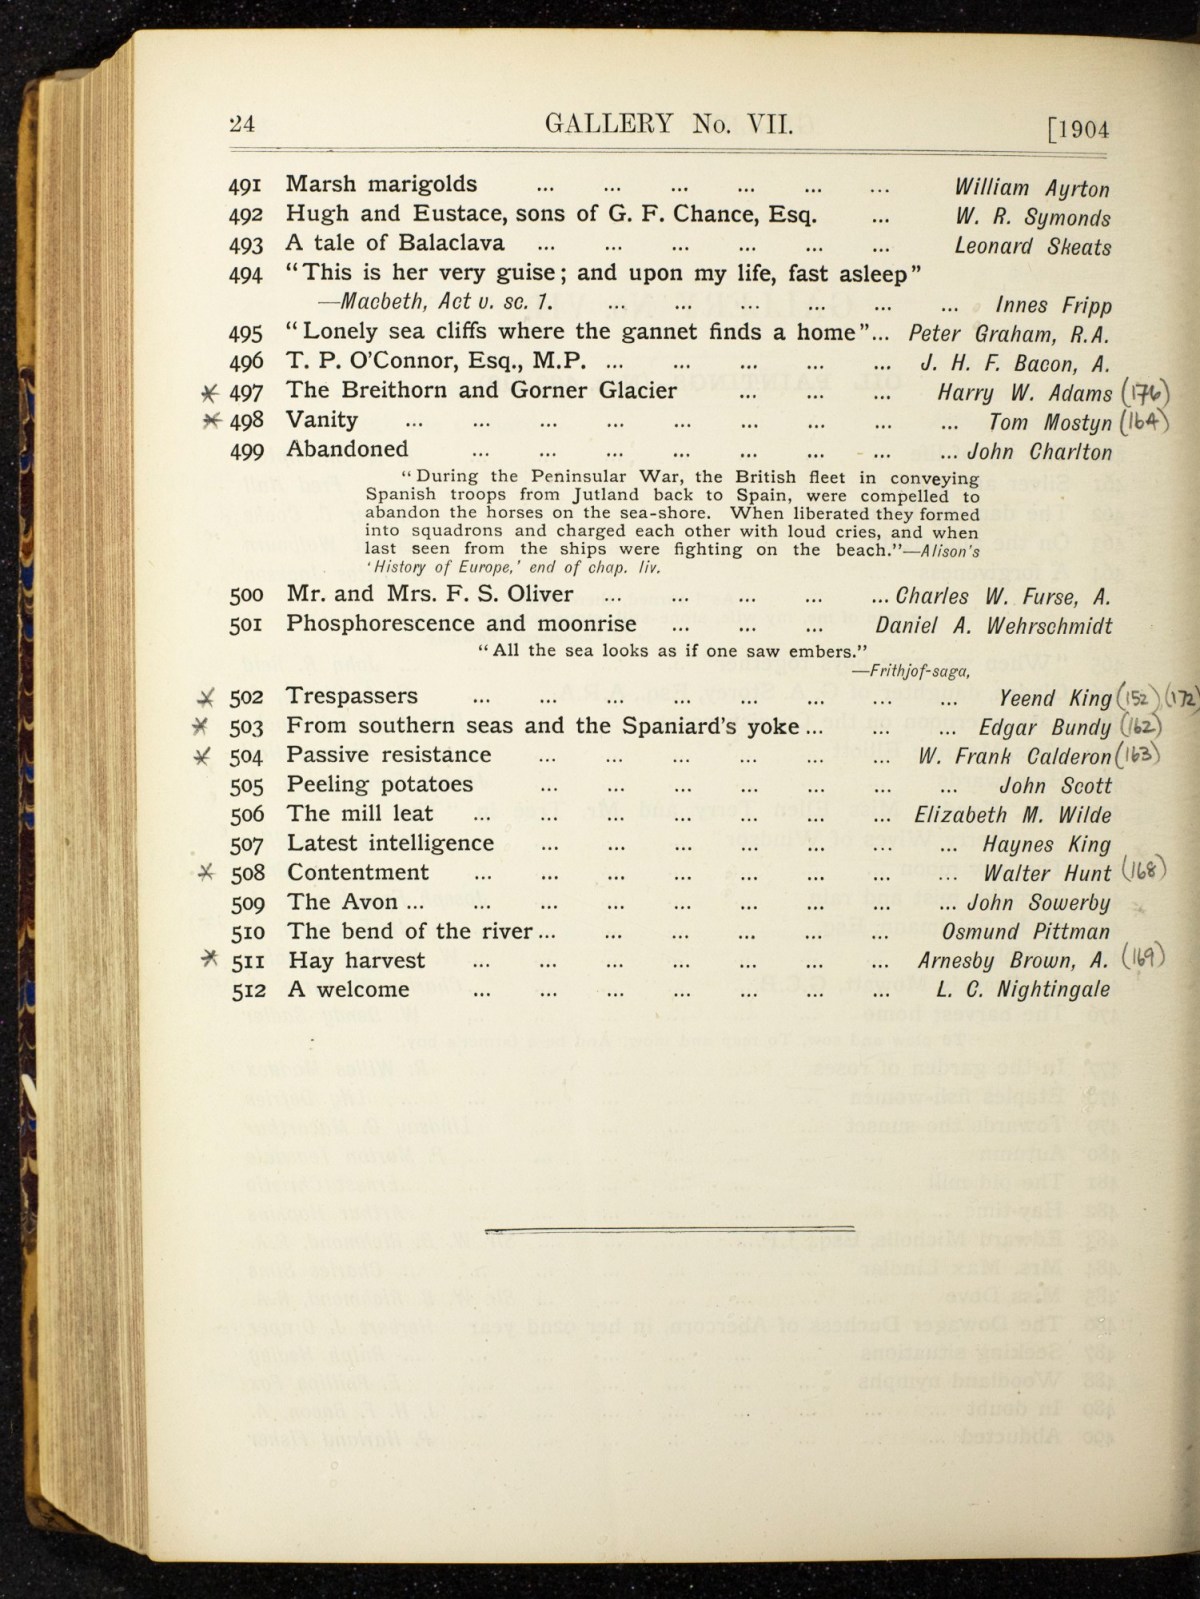 24 GALLERY No. VII. [1904
491 Marsh marigolds ... ... ... ... ... ... William Ayrton
492 Hugh and Eustace, sons of G. F. Chance, Esq. ... W. R. Symonds
493 A tale of Balaclava ... ... ... ... ... ... Leonard Skeats
494 “This is her very guise; and upon my life, fast asleep”
—Macbeth, Act v. sc. 1. ... ... ... ... ... ... Innes Fripp
495 “Lonely sea cliffs where the gannet finds a home”... Peter Graham, R.A.
496 T. P. O'Connor, Esq., M.P. ... ... ... ... ... J. H. F. Bacon, A.
* 497 The Breithorn and Gorner Glacier ... ... ... Harry W. Adams (176)
* 498 Vanity ... ... ... ... ... ... ... ... ... Tom Mostyn (164)
499 Abandoned ... ... ... ... ... ... ... ... John Charlton
“During the Peninsular War, the British fleet in conveying
Spanish troops from Jutland back to Spain, were compelled to
abandon the horses on the sea-shore. When liberated they formed
into squadrons and charged each other with loud cries, and when
last seen from the ships were fighting on the beach.”—Alison's
‘History of Europe,’ end of chap. liv.
500 Mr. and Mrs. F. S. Oliver ... ... ... ... ... Charles W. Furse, A.
501 Phosphorescence and moonrise ... ... ... Daniel A. Wehrschmidt
“All the sea looks as if one saw embers.”
—Frithjof-saga,
* 502 Trespassers ... ... ... ... ... ... ... ... Yeend King (152) (172)
* 503 From southern seas and the Spaniard's yoke ... ... ... Edgar Bundy (162)
* 504 Passive resistance ... ... ... ... ... ... W. Frank Calderon (163)
505 Peeling potatoes ... ... ... ... ... ... ... John Scott
506 The mill leat ... ... ... ... ... ... ... Elizabeth M. Wilde
507 Latest intelligence ... ... ... ... ... ... ... Haynes King
* 508 Contentment ... ... ... ... ... ... ... ... Walter Hunt (168)
509 The Avon ... ... ... ... ... ... ... ... ... John Sowerby
510 The bend of the river ... ... ... ... ... ... Osmund Pittman
* 511 Hay harvest ... ... ... ... ... ... ... Arnesby Brown, A. (169)
512 A welcome ... ... ... ... ... ... ... L. C. Nightingale